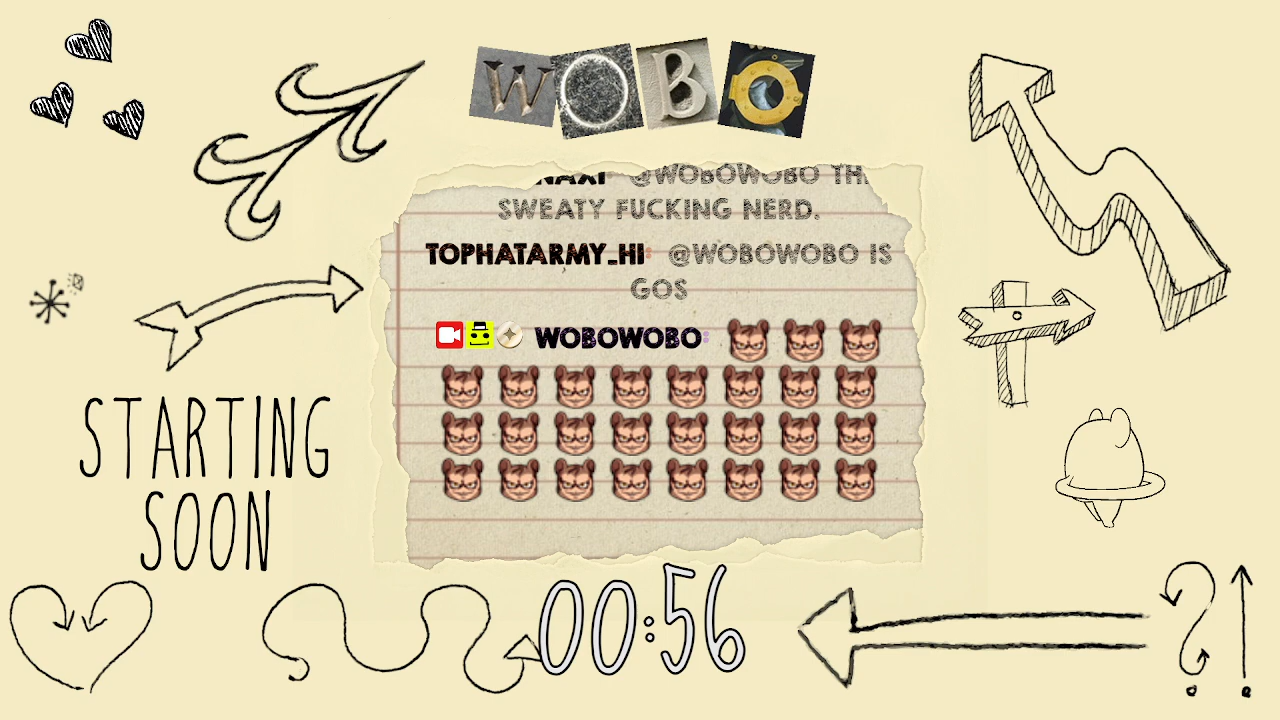 WOBO
@WOBOWOBO
SWEATY FUCKING NERD.
TOPHATARMY_HI: @WOBOWOBO IS
GOS
WOBOWOBO:
STARTING
SOON
00:56
?!